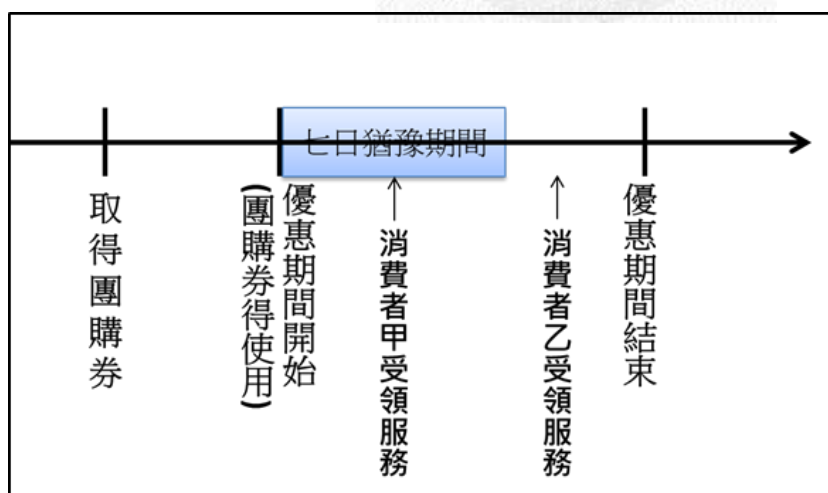 七日猶豫期間
取得團購券
優惠期間開始
(團購券得使用)
消費者甲受領服務
消費者乙受領服務
優惠期間結束